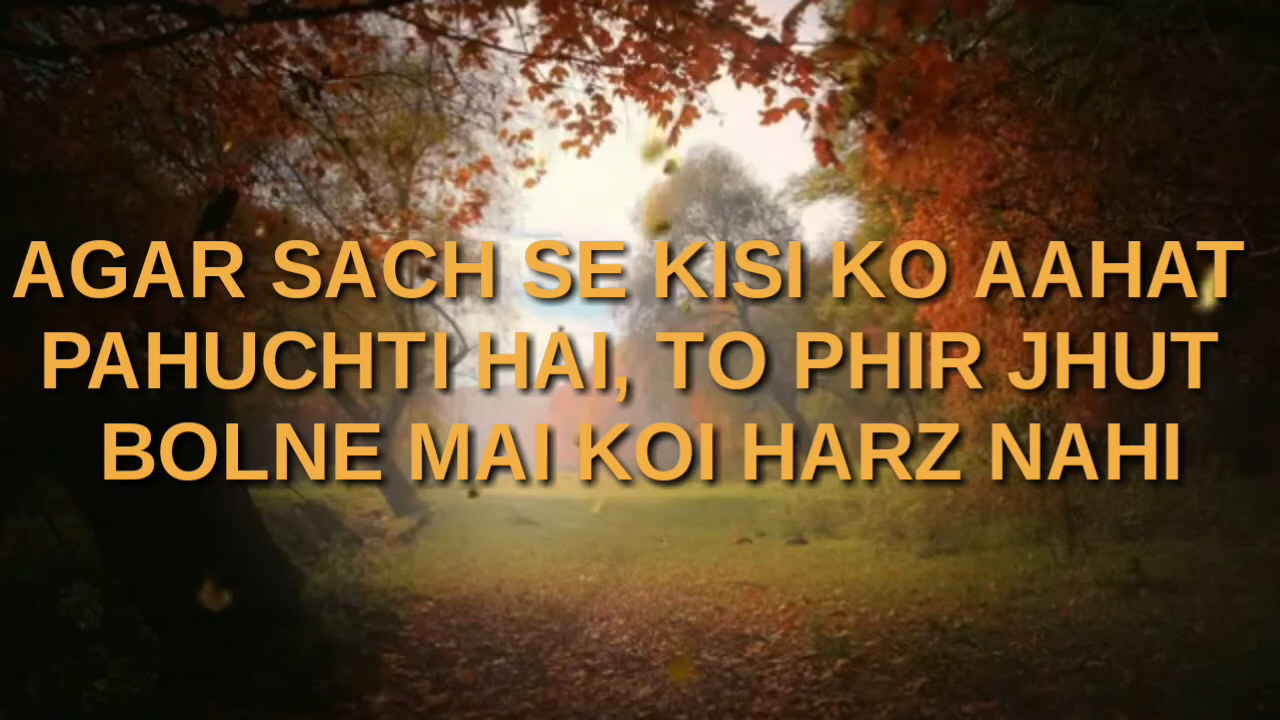 AGAR SACH SE KISI KO AAHAT
PAHUCHTI HAI, TO PHIR JHUT
BOLNE MAI KOI HARZ NAHI